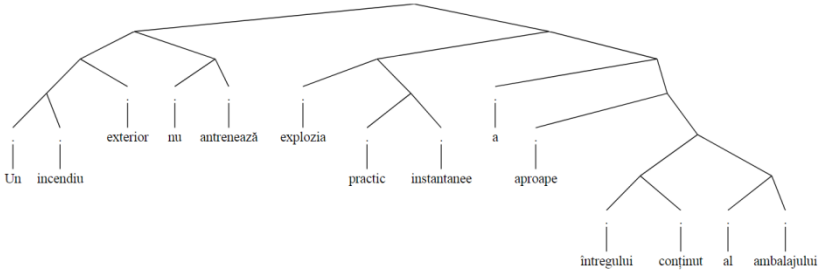 Un incendiu exterior nu antrenează explozia practic instantanee a aproape întregului conținut al ambalajului